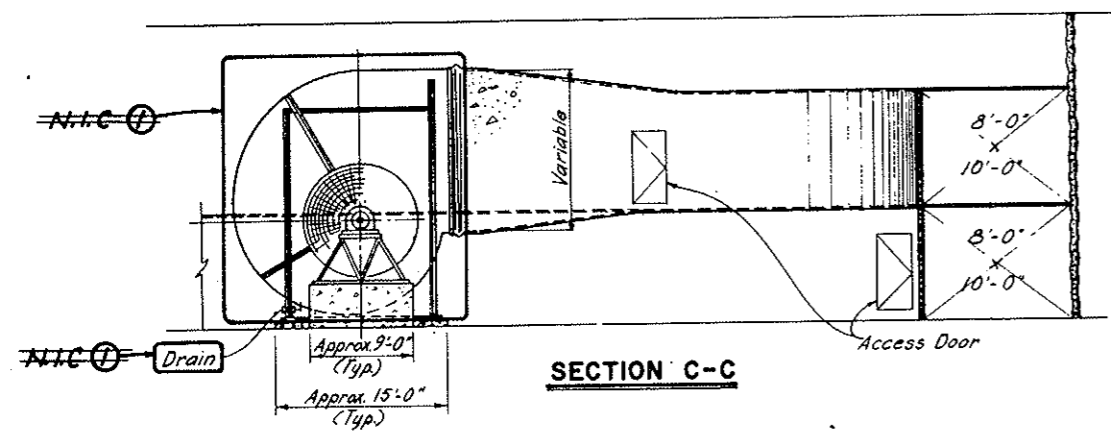 N.I.C 1
Variable
8'-0"
x
10'-0"
8'-0"
x
10'-0"
N.I.C 1
Drain
Approx. 9'-0"
(Typ.)
Approx. 15'-0"
(Typ.)
SECTION C-C
Access Door